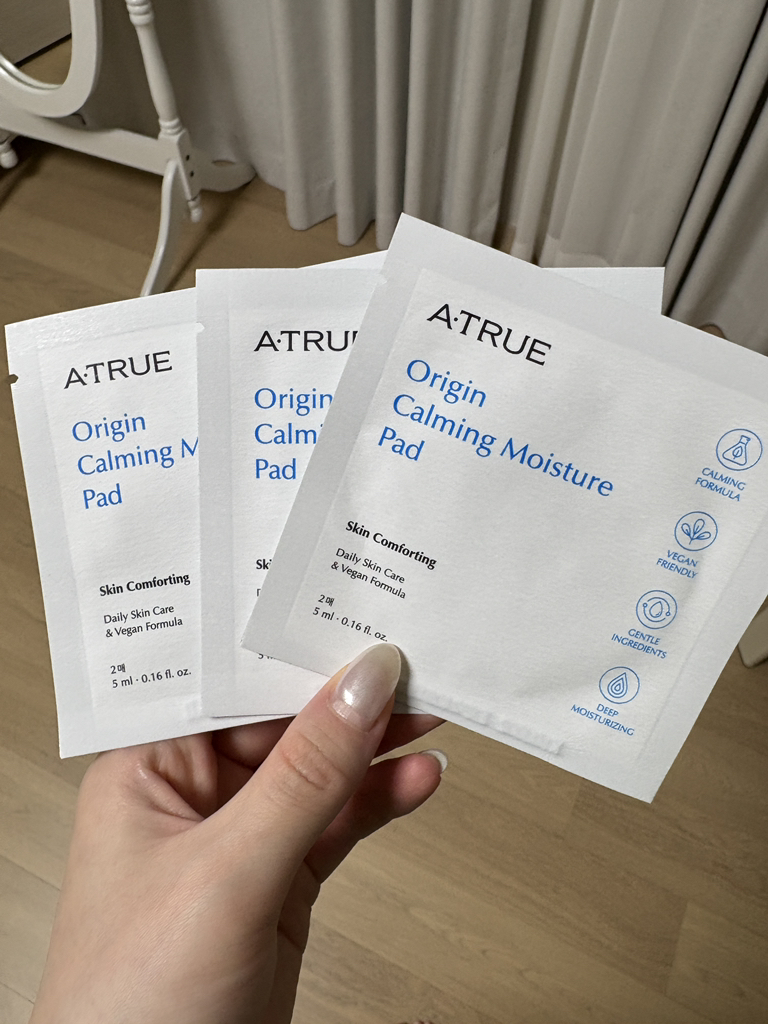 A·TRUE
Origin
Calming M
Pad
Skin Comforting
Daily Skin Care
& Vegan Formula
2매
5 ml · 0.16 fl. oz.
A·TRUE
Origin
Calmi
Pad
Sk
A·TRUE
Origin
Calming Moisture
Pad
Skin Comforting
Daily Skin Care
& Vegan Formula
2매
5 ml · 0.16 fl. oz.
CALMING
FORMULA
VEGAN
FRIENDLY
GENTLE
INGREDIENTS
DEEP
MOISTURIZING